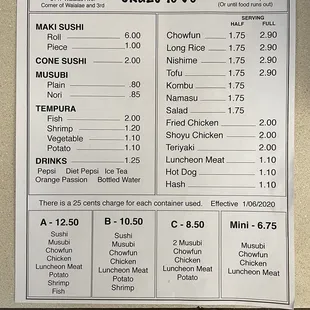 Corner of Waialae and 3rd
(Or until food runs out)
MAKI SUSHI
Roll 6.00
Piece 1.00
CONE SUSHI 2.00
MUSUBI
Plain .80
Nori .85
TEMPURA
Fish 2.00
Shrimp 1.20
Vegetable 1.10
Potato 1.10
DRINKS 1.25
Pepsi Diet Pepsi Ice Tea
Orange Passion Bottled Water
SERVING
HALF FULL
Chowfun 1.75 2.90
Long Rice 1.75 2.90
Nishime 1.75 2.90
Tofu 1.75 2.90
Kombu 1.75
Namasu 1.75
Salad 1.75
Fried Chicken 2.00
Shoyu Chicken 2.00
Teriyaki 2.00
Luncheon Meat 1.10
Hot Dog 1.10
Hash 1.10
There is a 25 cents charge for each container used. Effective 1/06/2020
A - 12.50
Sushi
Musubi
Chowfun
Chicken
Luncheon Meat
Potato
Shrimp
Fish
B - 10.50
Sushi
Musubi
Chowfun
Chicken
Luncheon Meat
Potato
Shrimp
C - 8.50
2 Musubi
Chowfun
Chicken
Luncheon Meat
Potato
Mini - 6.75
Musubi
Chowfun
Chicken
Luncheon Meat